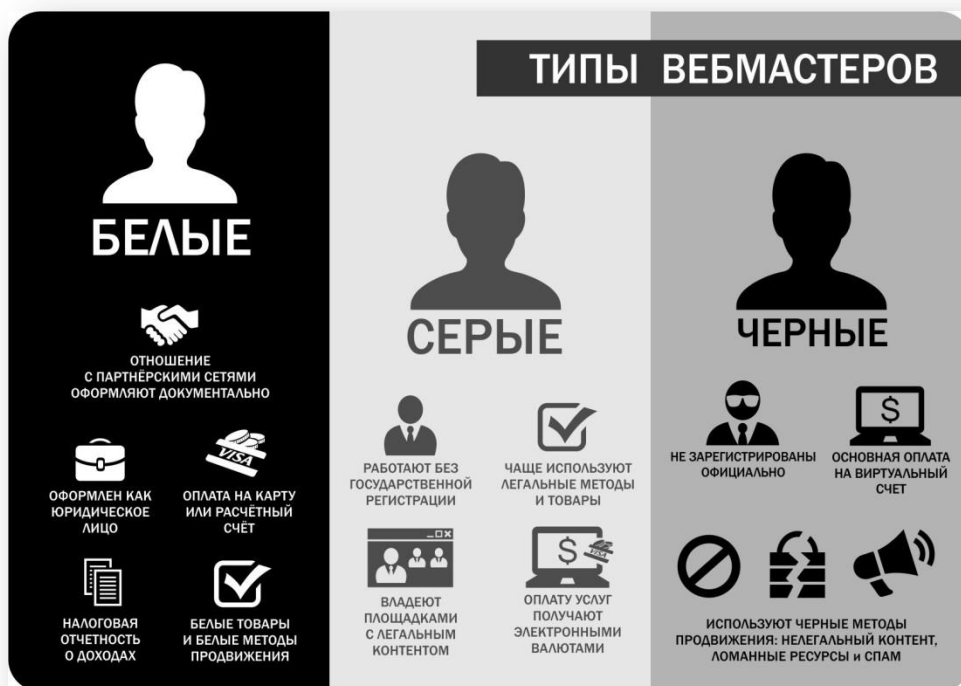 ТИПЫ ВЕБМАСТЕРОВ
БЕЛЫЕ
ОТНОШЕНИЕ
С ПАРТНЁРСКИМИ СЕТЯМИ
ОФОРМЛЯЮТ ДОКУМЕНТАЛЬНО
ОФОРМЛЕН КАК
ЮРИДИЧЕСКОЕ
ЛИЦО
VISA
ОПЛАТА НА КАРТУ
ИЛИ РАСЧЁТНЫЙ
СЧЁТ
НАЛОГОВАЯ
ОТЧЕТНОСТЬ
О ДОХОДАХ
БЕЛЫЕ ТОВАРЫ
И БЕЛЫЕ МЕТОДЫ
ПРОДВИЖЕНИЯ
СЕРЫЕ
РАБОТАЮТ БЕЗ
ГОСУДАРСТВЕННОЙ
РЕГИСТРАЦИИ
ЧАЩЕ ИСПОЛЬЗУЮТ
ЛЕГАЛЬНЫЕ МЕТОДЫ
И ТОВАРЫ
ВЛАДЕЮТ
ПЛОЩАДКАМИ
С ЛЕГАЛЬНЫМ
КОНТЕНТОМ
$ VISA
ОПЛАТУ УСЛУГ
ПОЛУЧАЮТ
ЭЛЕКТРОННЫМИ
ВАЛЮТАМИ
ЧЕРНЫЕ
НЕ ЗАРЕГИСТРИРОВАНЫ
ОФИЦИАЛЬНО
$
ОСНОВНАЯ ОПЛАТА
НА ВИРТУАЛЬНЫЙ
СЧЕТ
ИСПОЛЬЗУЮТ ЧЕРНЫЕ МЕТОДЫ
ПРОДВИЖЕНИЯ: НЕЛЕГАЛЬНЫЙ КОНТЕНТ,
ЛОМАННЫЕ РЕСУРСЫ и СПАМ